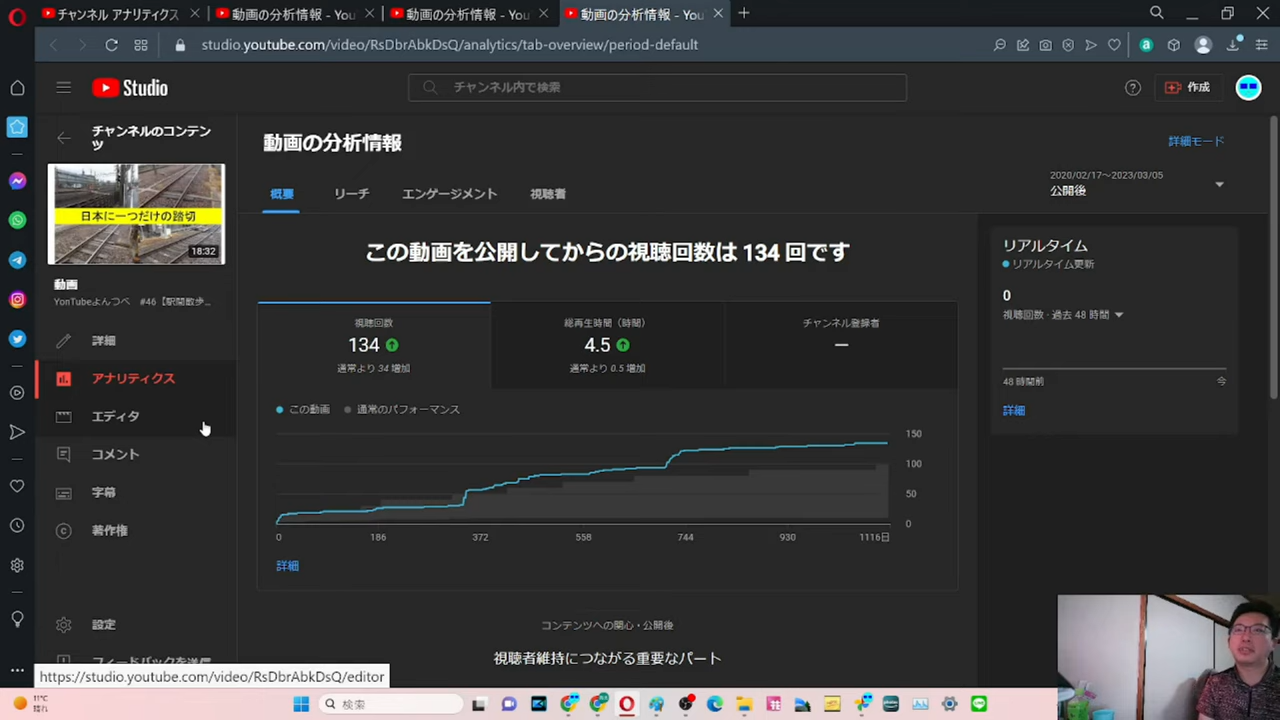 チャンネル アナリティクス
動画の分析情報 - You
動画の分析情報 - You
動画の分析情報 - You
studio.youtube.com/video/RsDbrAbkDsQ/analytics/tab-overview/period-default
Studio
チャンネル内で検索
作成
チャンネルのコンテン
ツ
日本に一つだけの踏切
18:32
動画
YonTubeよんつべ #46【駅間散歩...
詳細
アナリティクス
エディタ
コメント
字幕
著作権
設定
フィードバックを送信
https://studio.youtube.com/video/RsDbrAbkDsQ/editor
動画の分析情報
詳細モード
概要
リーチ
エンゲージメント
視聴者
2020/02/17～2023/03/05
公開後
この動画を公開してからの視聴回数は 134 回です
視聴回数
134
通常より 34 増加
総再生時間（時間）
4.5
通常より 0.5 増加
チャンネル登録者
—
この動画
通常のパフォーマンス
150
100
50
0
0
186
372
558
744
930
1116日
詳細
コンテンツへの関心・公開後
視聴者維持につながる重要なパート
リアルタイム
リアルタイム更新
0
視聴回数・過去 48 時間
48 時間前
今
詳細
11°C
晴れ
検索